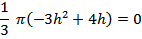 1/3 π(−3h² + 4h) = 0